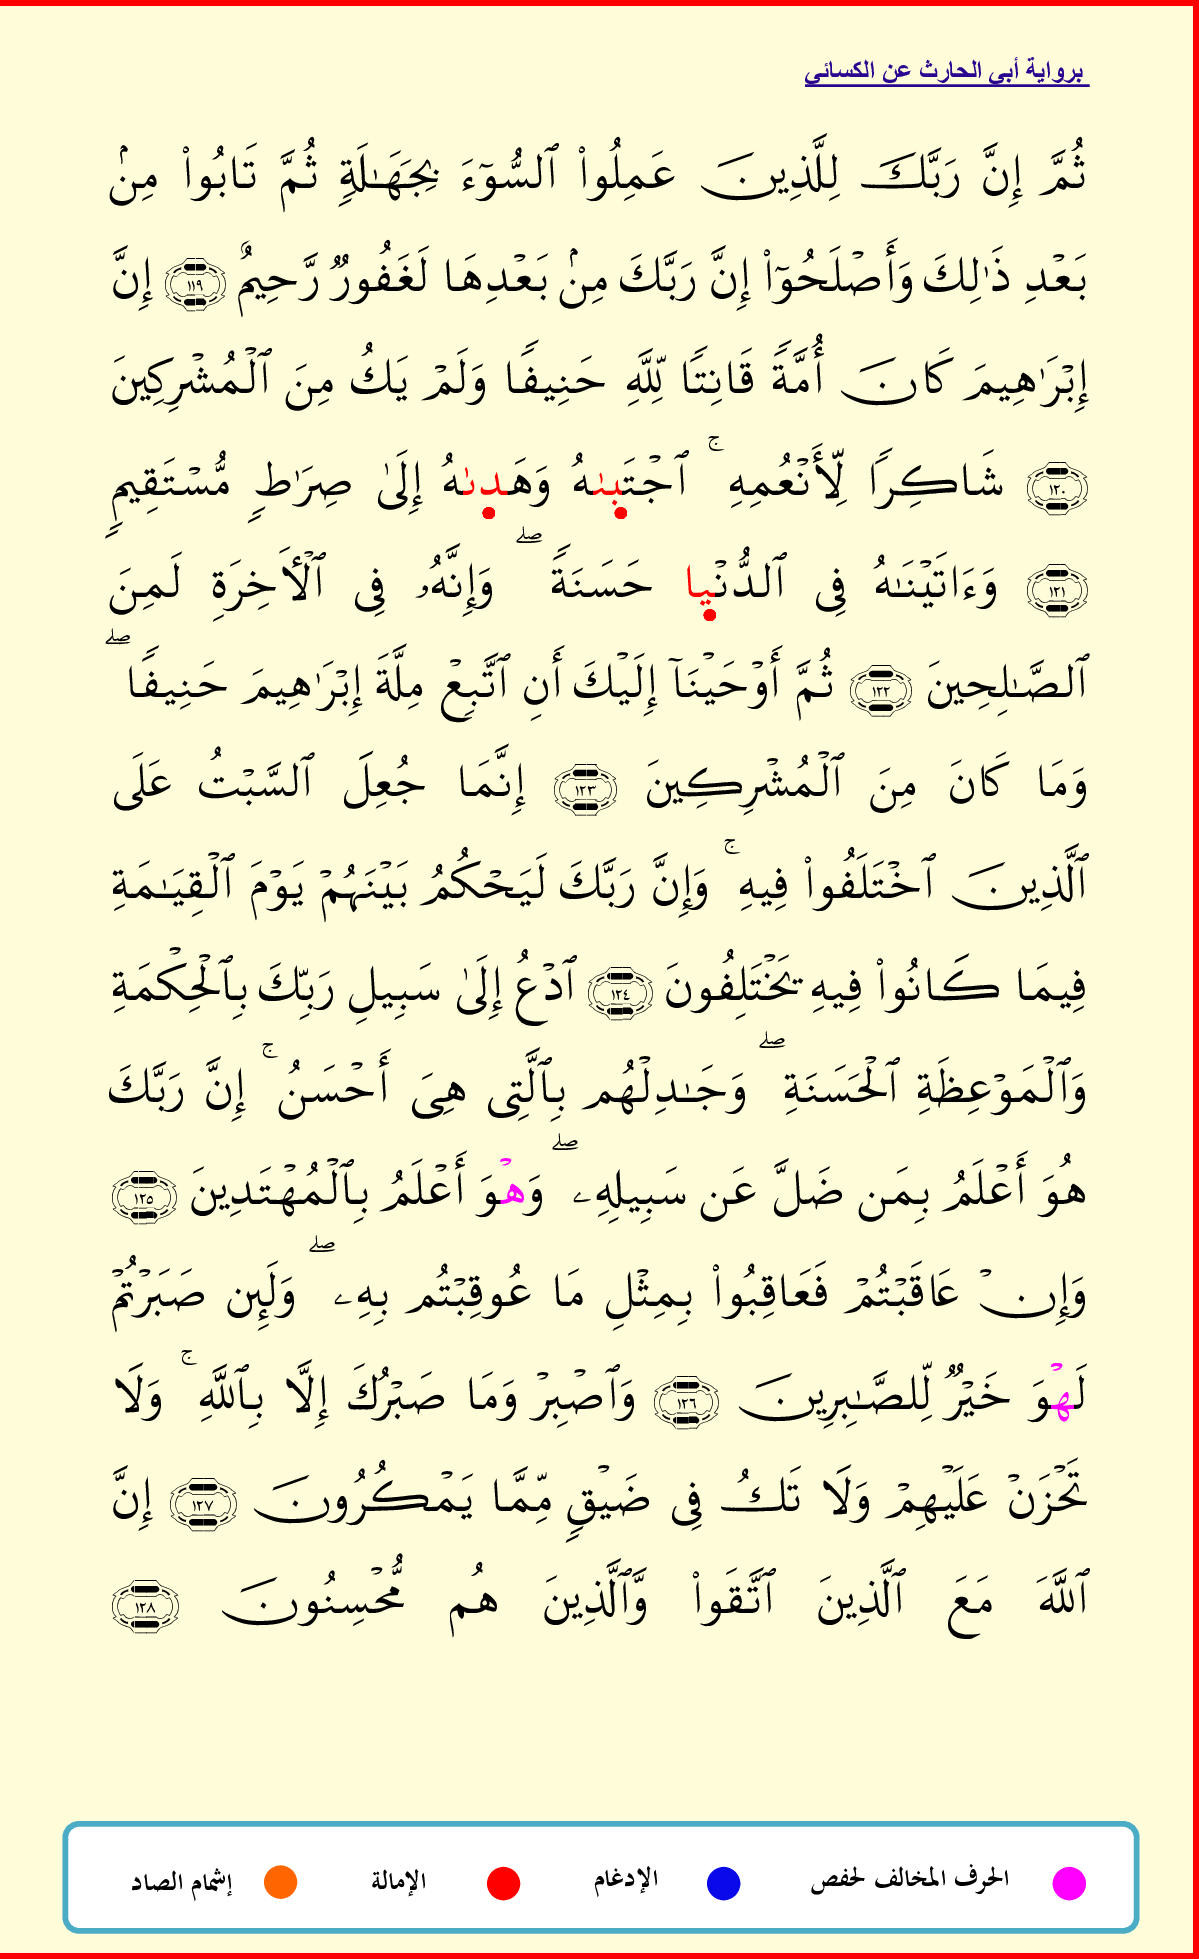 برواية أبي الحارث عن الكسائي
ثُمَّ إِنَّ رَبَّكَ لِلَّذِينَ عَمِلُوا۟ ٱلسُّوٓءَ بِجَهَـٰلَةٍۢ ثُمَّ تَابُوا۟ مِنۢ
بَعْدِ ذَٰلِكَ وَأَصْلَحُوٓا۟ إِنَّ رَبَّكَ مِنۢ بَعْدِهَا لَغَفُورٌۭ رَّحِيمٌ ١١٩ إِنَّ
إِبْرَٰهِيمَ كَانَ أُمَّةًۭ قَانِتًۭا لِّلَّهِ حَنِيفًۭا وَلَمْ يَكُ مِنَ ٱلْمُشْرِكِينَ
١٢٠ شَاكِرًۭا لِّأَنْعُمِهِ ۚ ٱجْتَبىٰهُ وَهَدىٰهُ إِلَىٰ صِرَٰطٍۢ مُّسْتَقِيمٍۢ
١٢١ وَءَاتَيْنَـٰهُ فِى ٱلدُّنْيا حَسَنَةًۭ ۖ وَإِنَّهُۥ فِى ٱلْأَخِرَةِ لَمِنَ
ٱلصَّـٰلِحِينَ ١٢٢ ثُمَّ أَوْحَيْنَآ إِلَيْكَ أَنِ ٱتَّبِعْ مِلَّةَ إِبْرَٰهِيمَ حَنِيفًۭا ۖ
وَمَا كَانَ مِنَ ٱلْمُشْرِكِينَ ١٢٣ إِنَّمَا جُعِلَ ٱلسَّبْتُ عَلَى
ٱلَّذِينَ ٱخْتَلَفُوا۟ فِيهِ ۚ وَإِنَّ رَبَّكَ لَيَحْكُمُ بَيْنَهُمْ يَوْمَ ٱلْقِيَـٰمَةِ
فِيمَا كَانُوا۟ فِيهِ يَخْتَلِفُونَ ١٢٤ ٱدْعُ إِلَىٰ سَبِيلِ رَبِّكَ بِٱلْحِكْمَةِ
وَٱلْمَوْعِظَةِ ٱلْحَسَنَةِ ۖ وَجَـٰدِلْهُم بِٱلَّتِى هِىَ أَحْسَنُ ۚ إِنَّ رَبَّكَ
هُوَ أَعْلَمُ بِمَن ضَلَّ عَن سَبِيلِهِۦ ۖ وَهْوَ أَعْلَمُ بِٱلْمُهْتَدِينَ ١٢٥
وَإِنْ عَاقَبْتُمْ فَعَاقِبُوا۟ بِمِثْلِ مَا عُوقِبْتُم بِهِۦ ۖ وَلَئِن صَبَرْتُمْ
لَهْوَ خَيْرٌۭ لِّلصَّـٰبِرِينَ ١٢٦ وَٱصْبِرْ وَمَا صَبْرُكَ إِلَّا بِٱللَّهِ ۚ وَلَا
تَحْزَنْ عَلَيْهِمْ وَلَا تَكُ فِى ضَيْقٍۢ مِّمَّا يَمْكُرُونَ ١٢٧ إِنَّ
ٱللَّهَ مَعَ ٱلَّذِينَ ٱتَّقَوا۟ وَّٱلَّذِينَ هُم مُّحْسِنُونَ ١٢٨
الحرف المخالف لحفص الإدغام الإمالة إشمام الصاد